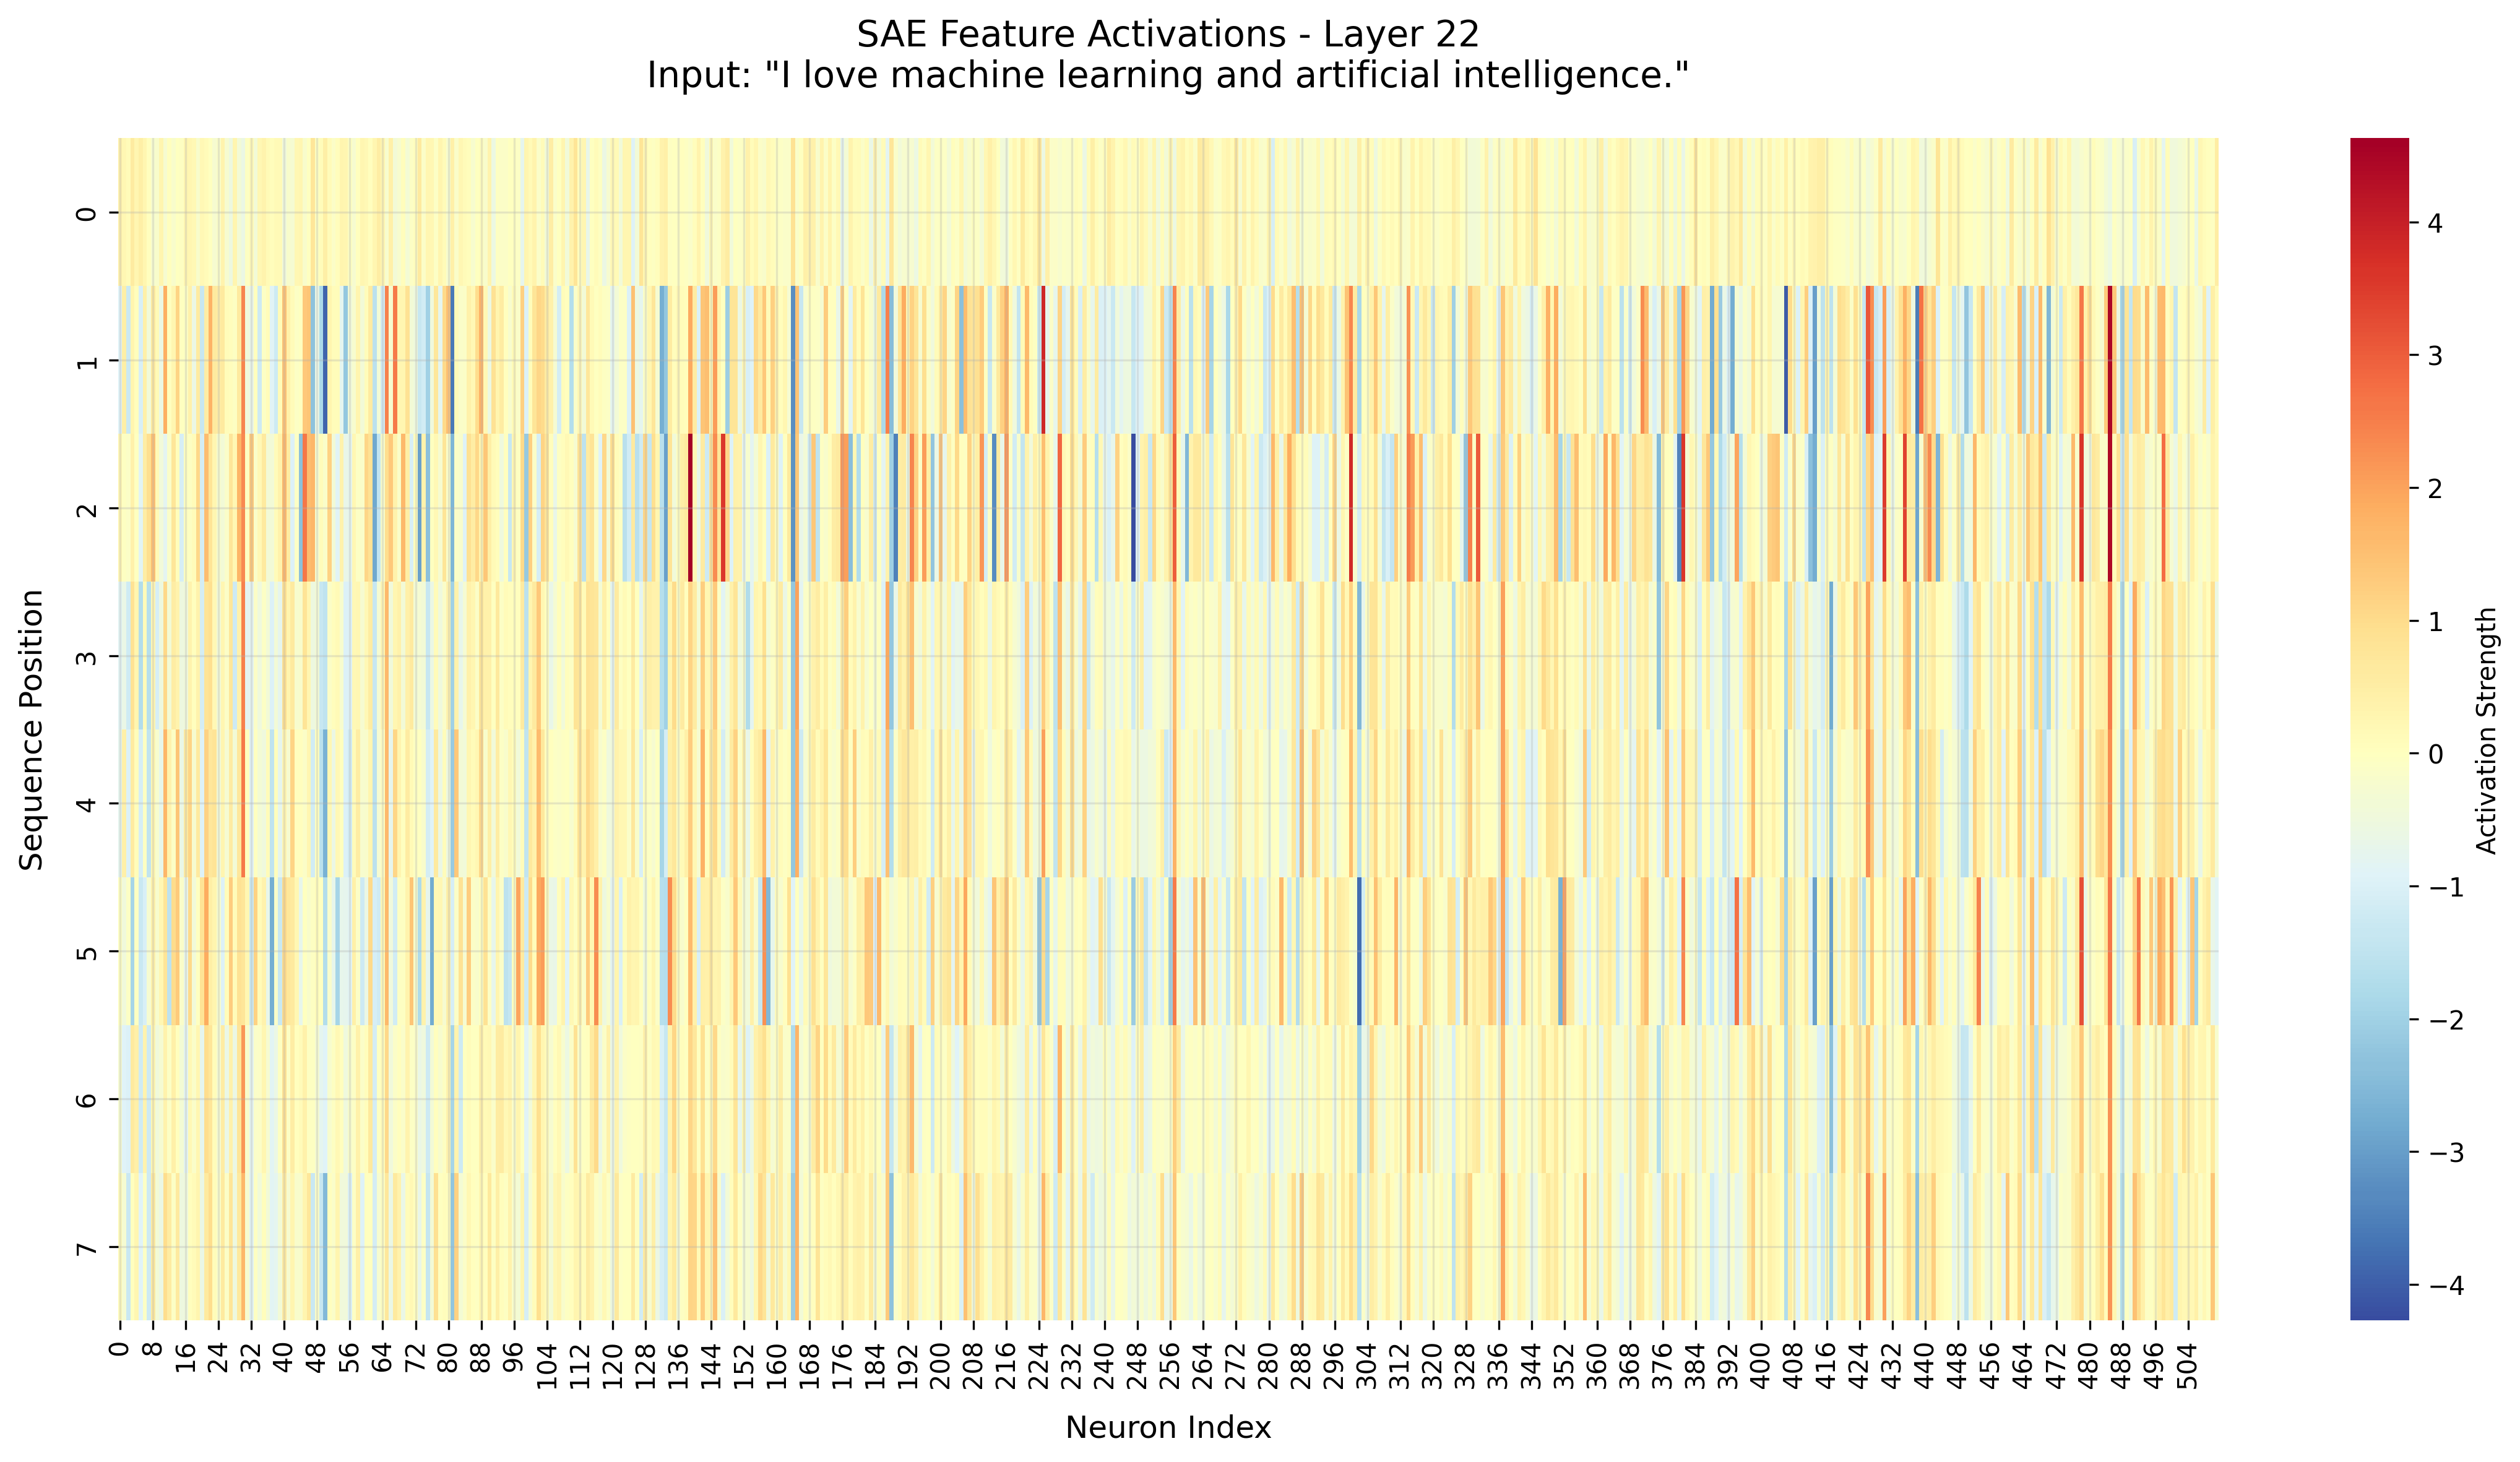 SAE Feature Activations - Layer 22
Input: "I love machine learning and artificial intelligence."
Sequence Position
0
1
2
3
4
5
6
7
0 8 16 24 32 40 48 56 64 72 80 88 96 104 112 120 128 136 144 152 160 168 176 184 192 200 208 216 224 232 240 248 256 264 272 280 288 296 304 312 320 328 336 344 352 360 368 376 384 392 400 408 416 424 432 440 448 456 464 472 480 488 496 504
Neuron Index
4
3
2
1
0
−1
−2
−3
−4
Activation Strength